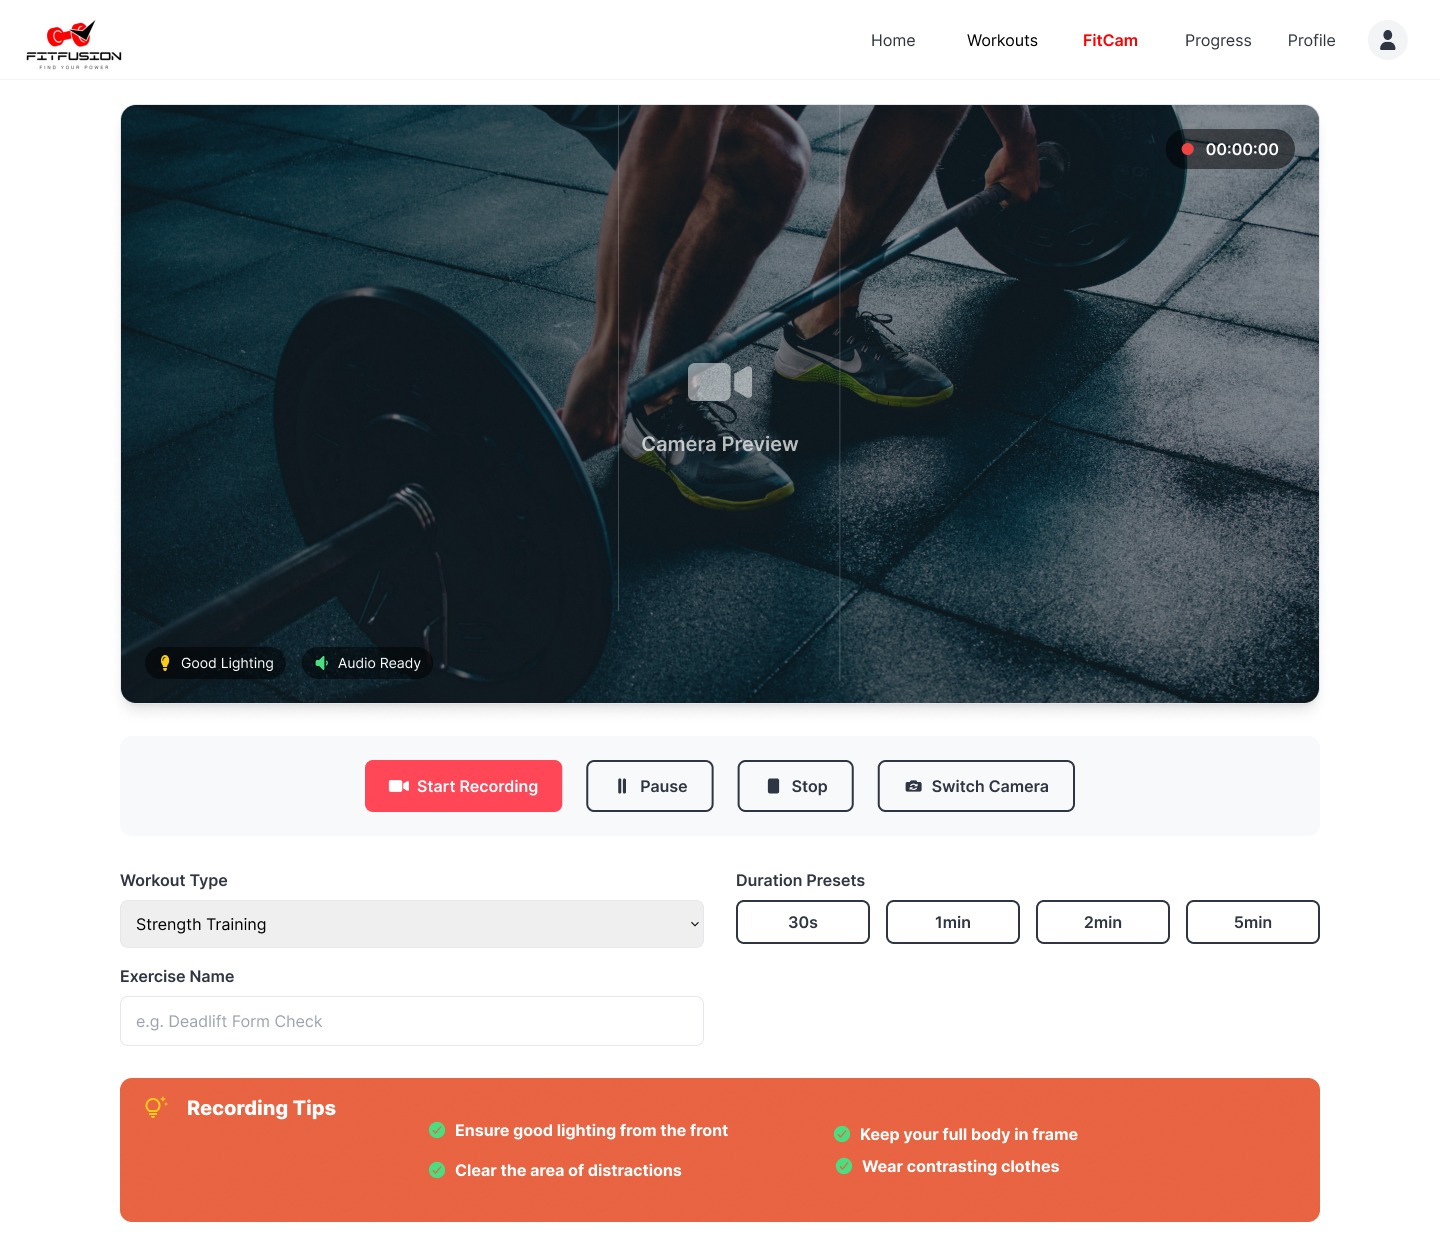 FITFUSION
FIND YOUR POWER
Home Workouts FitCam Progress Profile
00:00:00
Camera Preview
Good Lighting Audio Ready
Start Recording Pause Stop Switch Camera
Workout Type
Strength Training
Duration Presets
30s 1min 2min 5min
Exercise Name
e.g. Deadlift Form Check
Recording Tips
Ensure good lighting from the front
Keep your full body in frame
Clear the area of distractions
Wear contrasting clothes